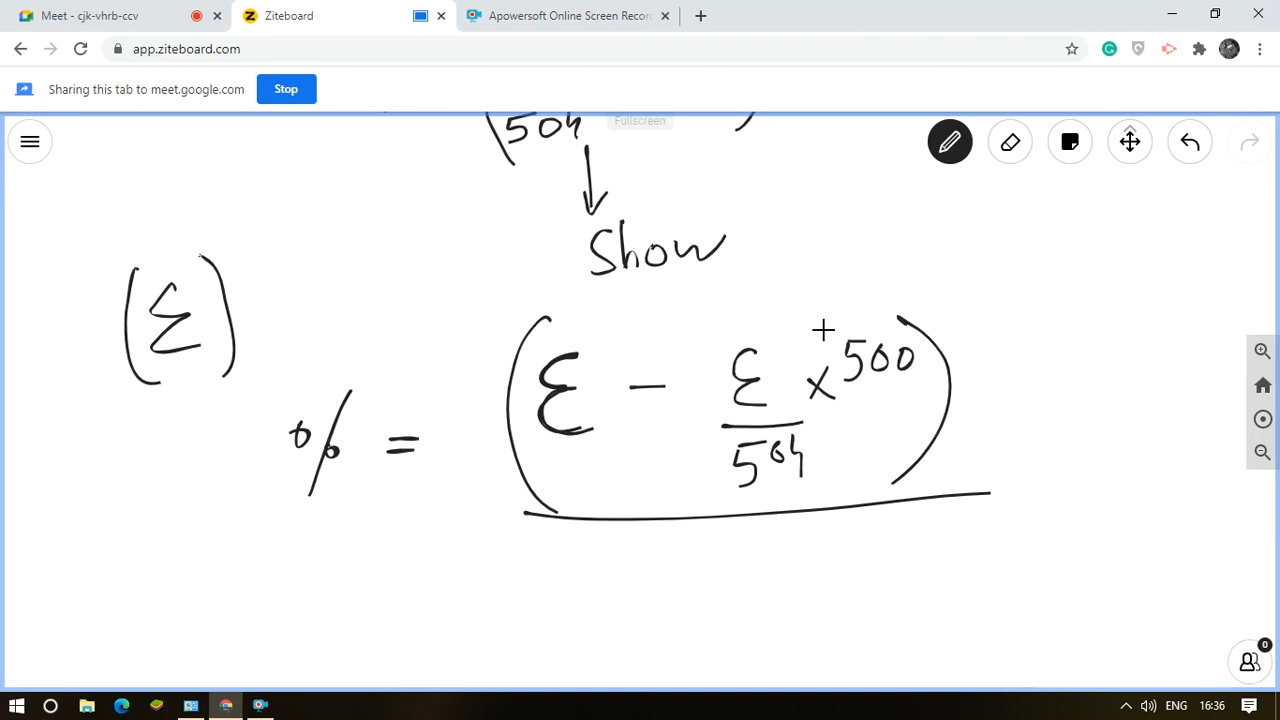 Meet - cjk-vhrb-ccv
Ziteboard
Apowersoft Online Screen Recor
app.ziteboard.com
Sharing this tab to meet.google.com
Stop
Fullscreen
504
Show
(ε)
% = (ε - ε/504 × 500)
0
ENG
16:36